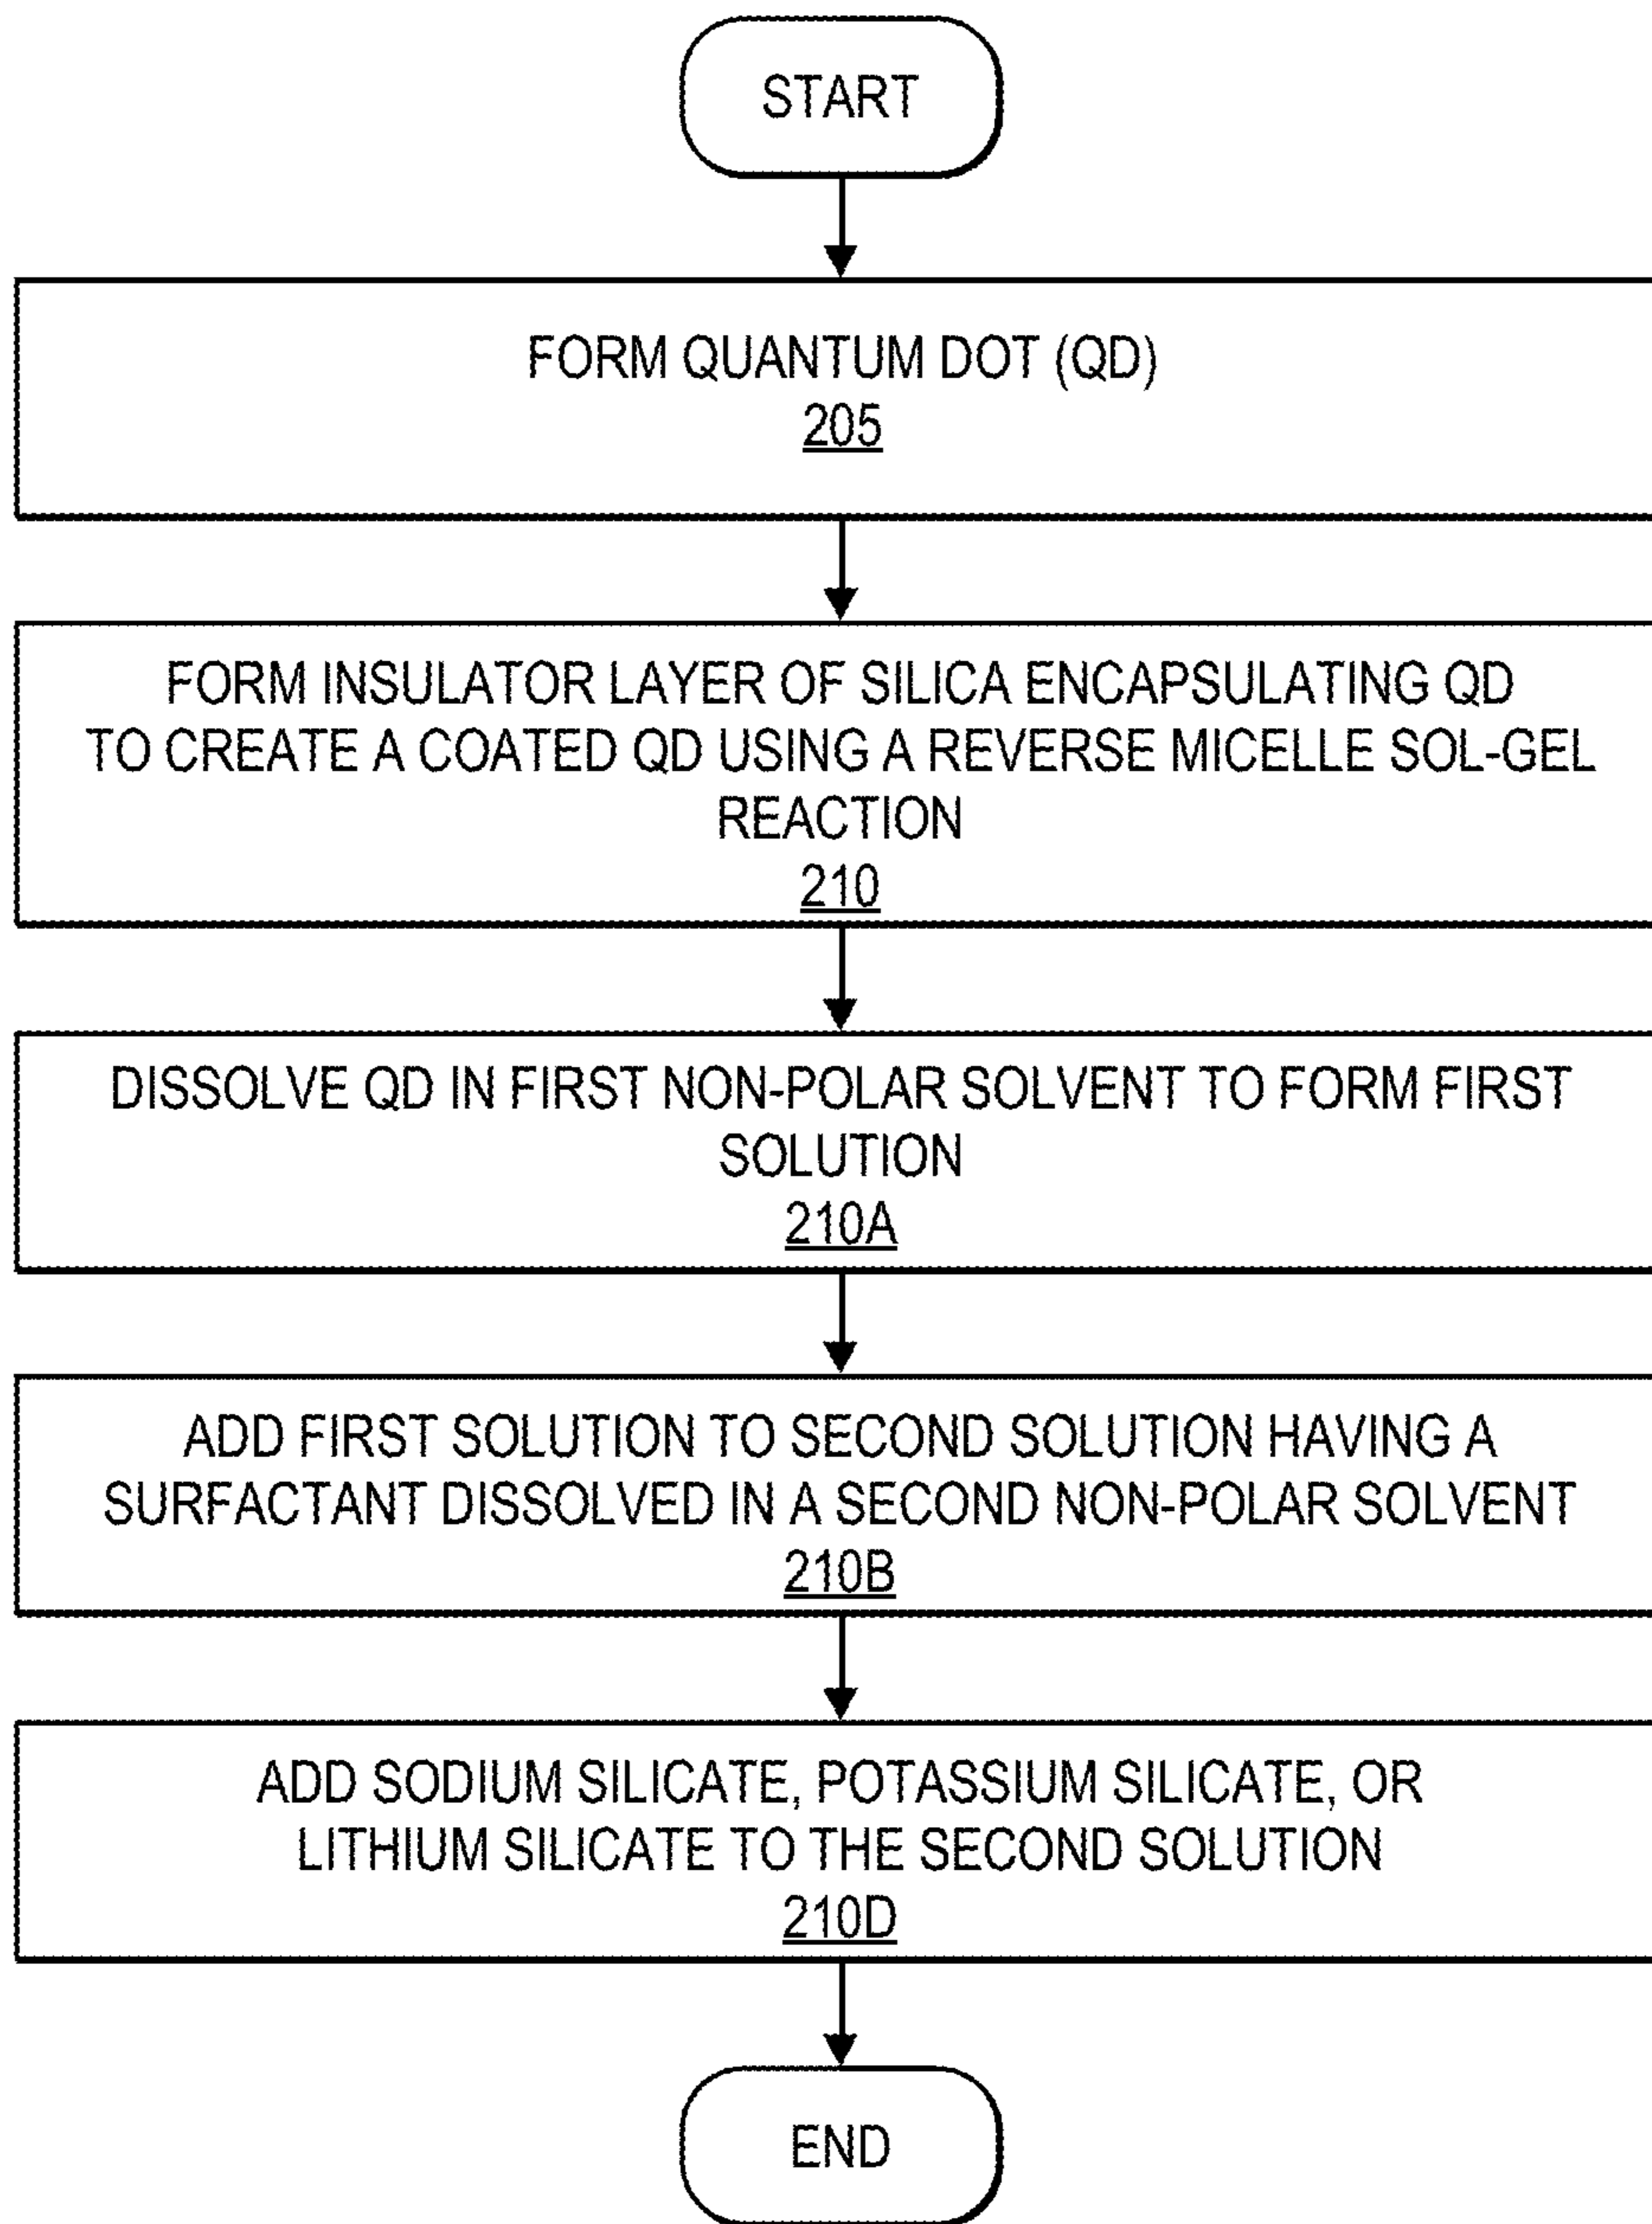 START
FORM QUANTUM DOT (QD)
205
FORM INSULATOR LAYER OF SILICA ENCAPSULATING QD
TO CREATE A COATED QD USING A REVERSE MICELLE SOL-GEL
REACTION
210
DISSOLVE QD IN FIRST NON-POLAR SOLVENT TO FORM FIRST
SOLUTION
210A
ADD FIRST SOLUTION TO SECOND SOLUTION HAVING A
SURFACTANT DISSOLVED IN A SECOND NON-POLAR SOLVENT
210B
ADD SODIUM SILICATE, POTASSIUM SILICATE, OR
LITHIUM SILICATE TO THE SECOND SOLUTION
210D
END